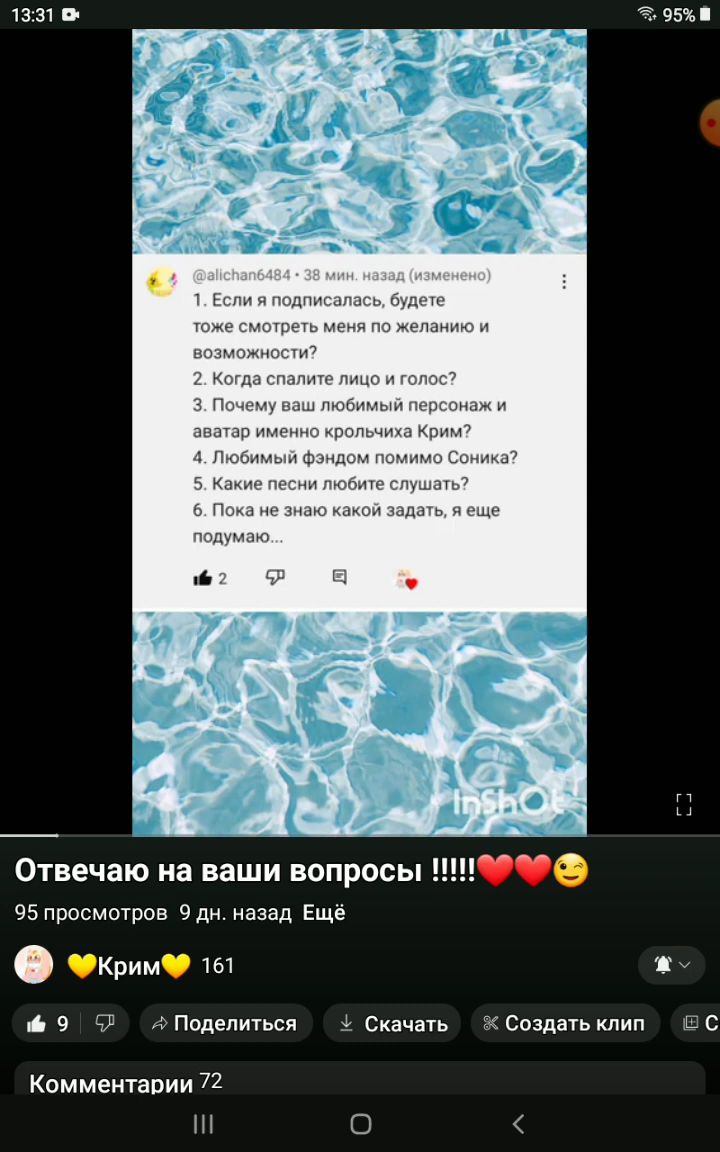 13:31
95%
@alichan6484 • 38 мин. назад (изменено)
1. Если я подписалась, будете
тоже смотреть меня по желанию и
возможности?
2. Когда спалите лицо и голос?
3. Почему ваш любимый персонаж и
аватар именно крольчиха Крим?
4. Любимый фэндом помимо Соника?
5. Какие песни любите слушать?
6. Пока не знаю какой задать, я еще
подумаю...
2
InShOt
Отвечаю на ваши вопросы !!!!!❤️❤️😉
95 просмотров 9 дн. назад Ещё
💛Крим💛 161
9 Поделиться Скачать Создать клип С
Комментарии 72